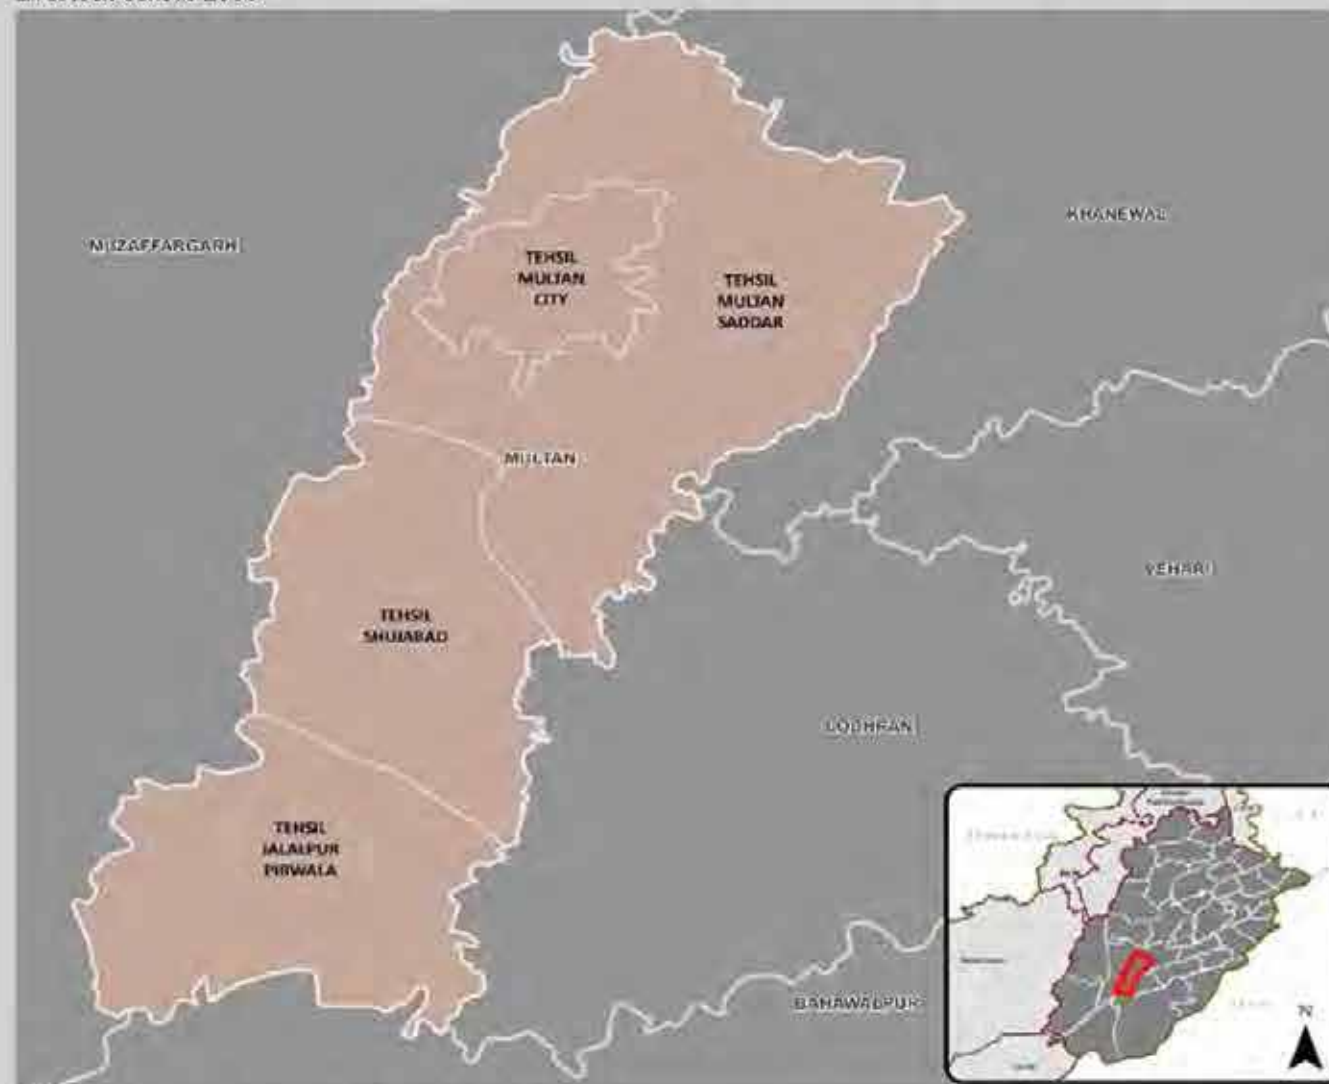 MUZAFFARGARH
KHANEWAL
TEHSIL
MULTAN
CITY
TEHSIL
MULTAN
SADDAR
MULTAN
VEHARI
TEHSIL
SHUJABAD
LODHRAN
TEHSIL
JALALPUR
PIRWALA
BAHAWALPUR
N